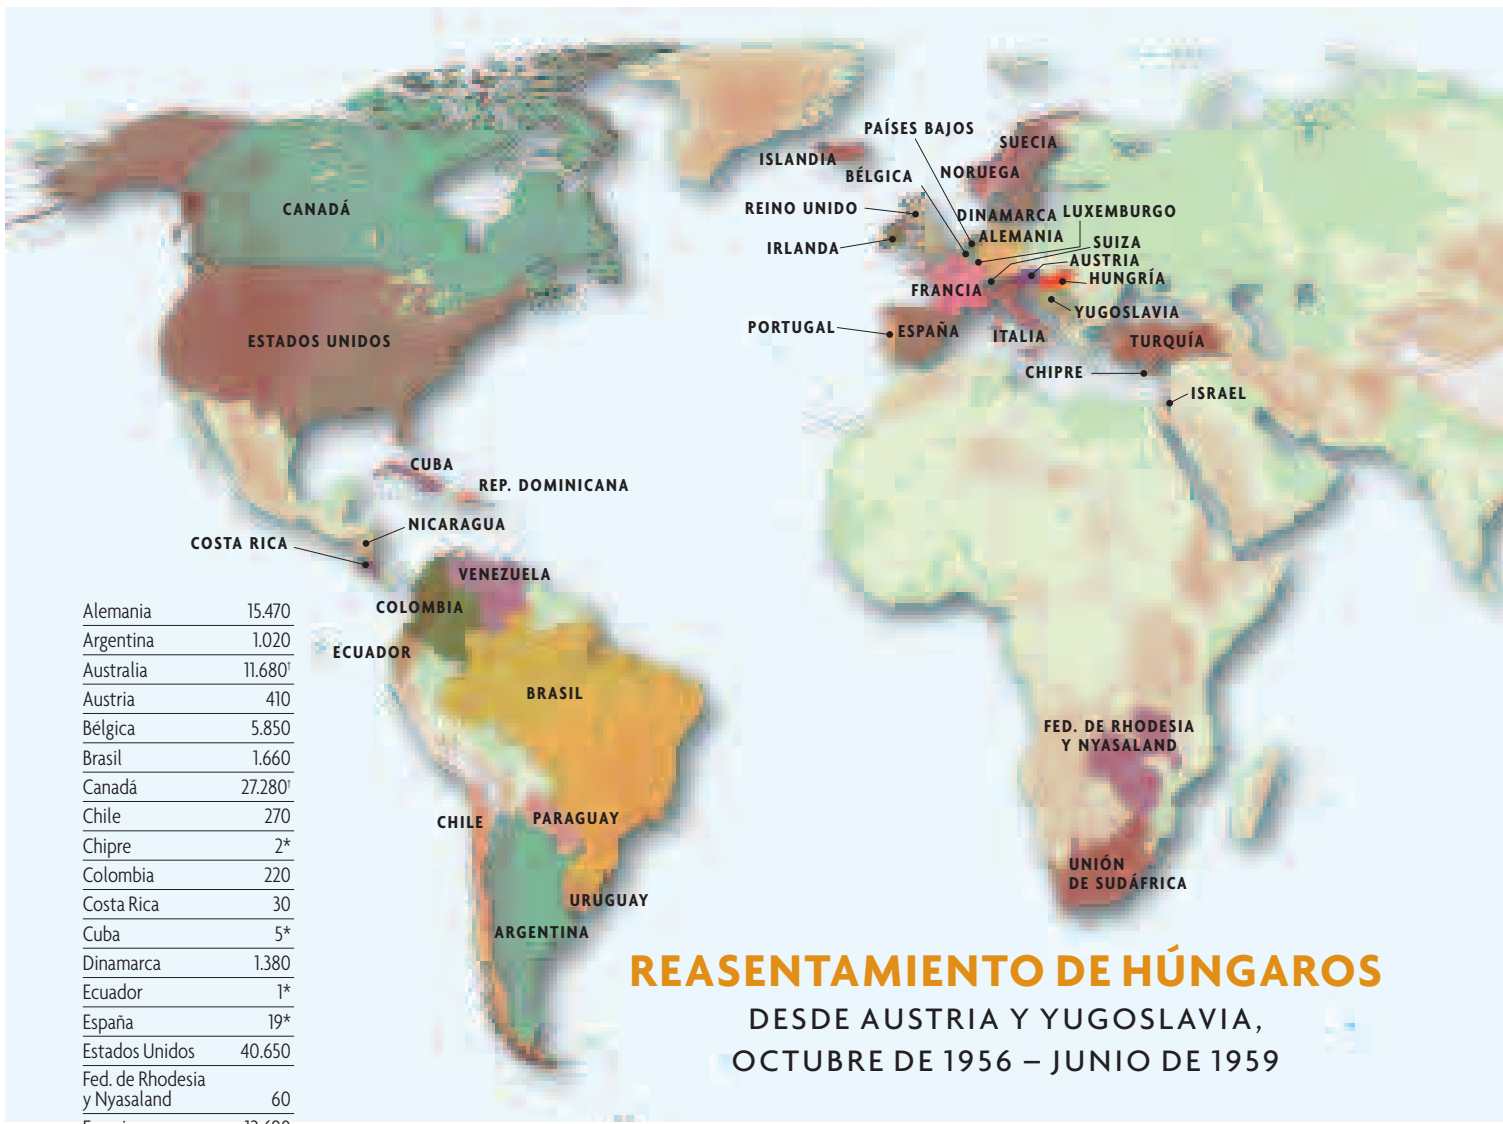 PAÍSES BAJOS
SUECIA
ISLANDIA
BÉLGICA
NORUEGA
CANADÁ
REINO UNIDO
DINAMARCA
LUXEMBURGO
ALEMANIA
IRLANDA
SUIZA
AUSTRIA
HUNGRÍA
FRANCIA
YUGOSLAVIA
PORTUGAL
ESPAÑA
ITALIA
TURQUÍA
ESTADOS UNIDOS
CHIPRE
ISRAEL
CUBA
REP. DOMINICANA
NICARAGUA
COSTA RICA
VENEZUELA
COLOMBIA
ECUADOR
BRASIL
FED. DE RHODESIA
Y NYASALAND
CHILE
PARAGUAY
UNIÓN
DE SUDÁFRICA
URUGUAY
ARGENTINA
Alemania 15.470
Argentina 1.020
Australia 11.680†
Austria 410
Bélgica 5.850
Brasil 1.660
Canadá 27.280†
Chile 270
Chipre 2*
Colombia 220
Costa Rica 30
Cuba 5*
Dinamarca 1.380
Ecuador 1*
España 19*
Estados Unidos 40.650
Fed. de Rhodesia
y Nyasaland 60
REASENTAMIENTO DE HÚNGAROS
DESDE AUSTRIA Y YUGOSLAVIA,
OCTUBRE DE 1956 – JUNIO DE 1959